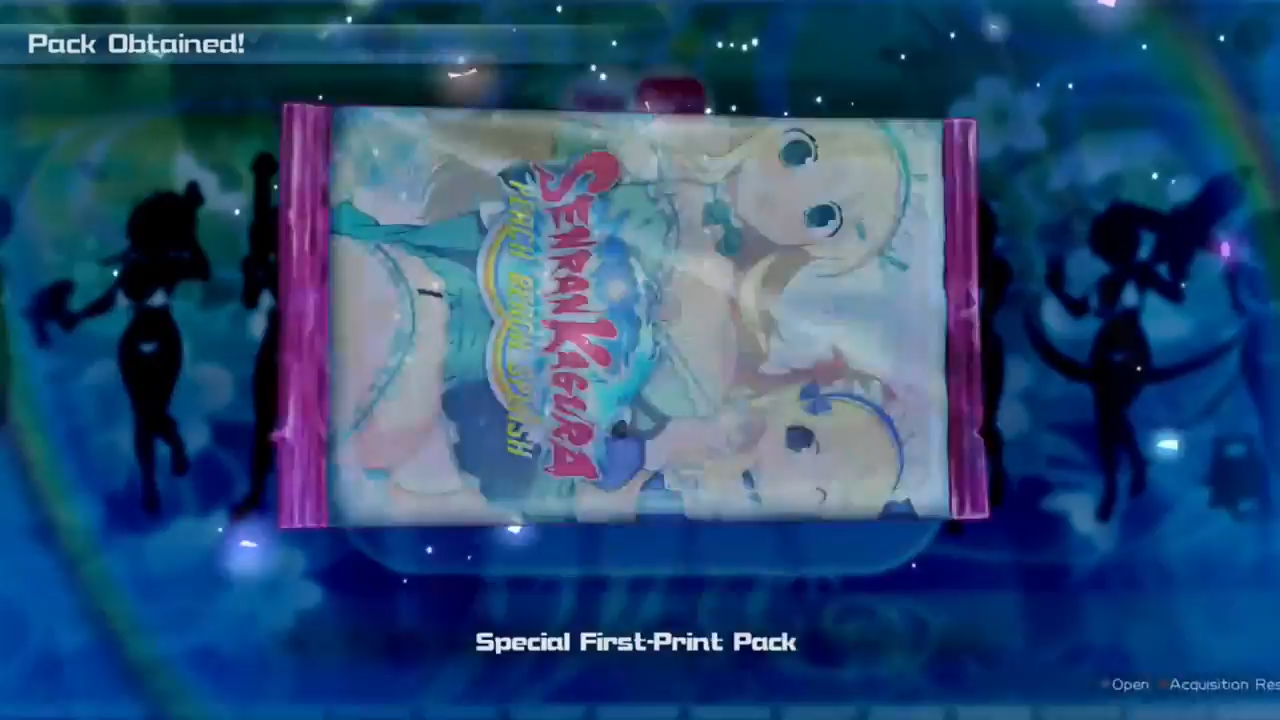 Pack Obtained!
SENRAN KAGURA
PEACH BEACH SPLASH
Special First-Print Pack
Open Acquisition Res